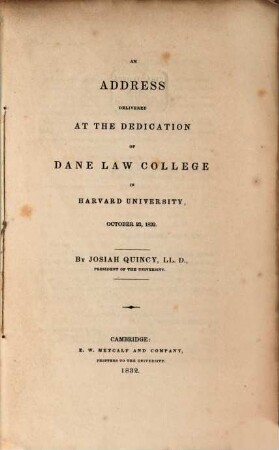 AN
ADDRESS
DELIVERED
AT THE DEDICATION
OF
DANE LAW COLLEGE
IN
HARVARD UNIVERSITY,
OCTOBER 23, 1832.
BY JOSIAH QUINCY, LL. D.,
PRESIDENT OF THE UNIVERSITY.
CAMBRIDGE:
E. W. METCALF AND COMPANY,
PRINTERS TO THE UNIVERSITY.
1832.